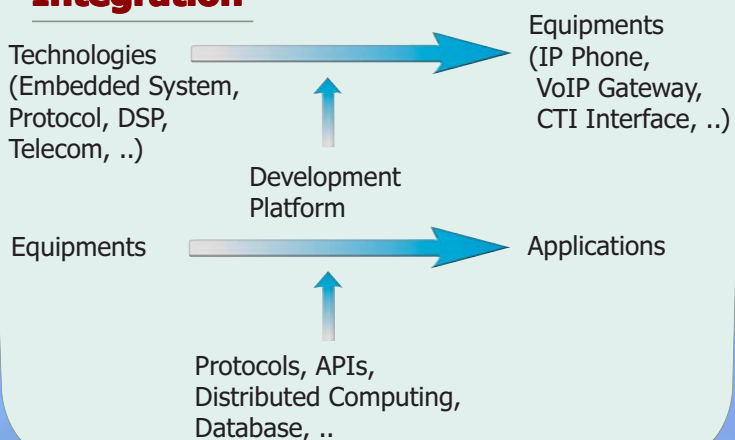 Integration
Technologies
(Embedded System,
Protocol, DSP,
Telecom, ..)
Equipments
(IP Phone,
VoIP Gateway,
CTI Interface, ..)
Development
Platform
Equipments
Applications
Protocols, APIs,
Distributed Computing,
Database, ..